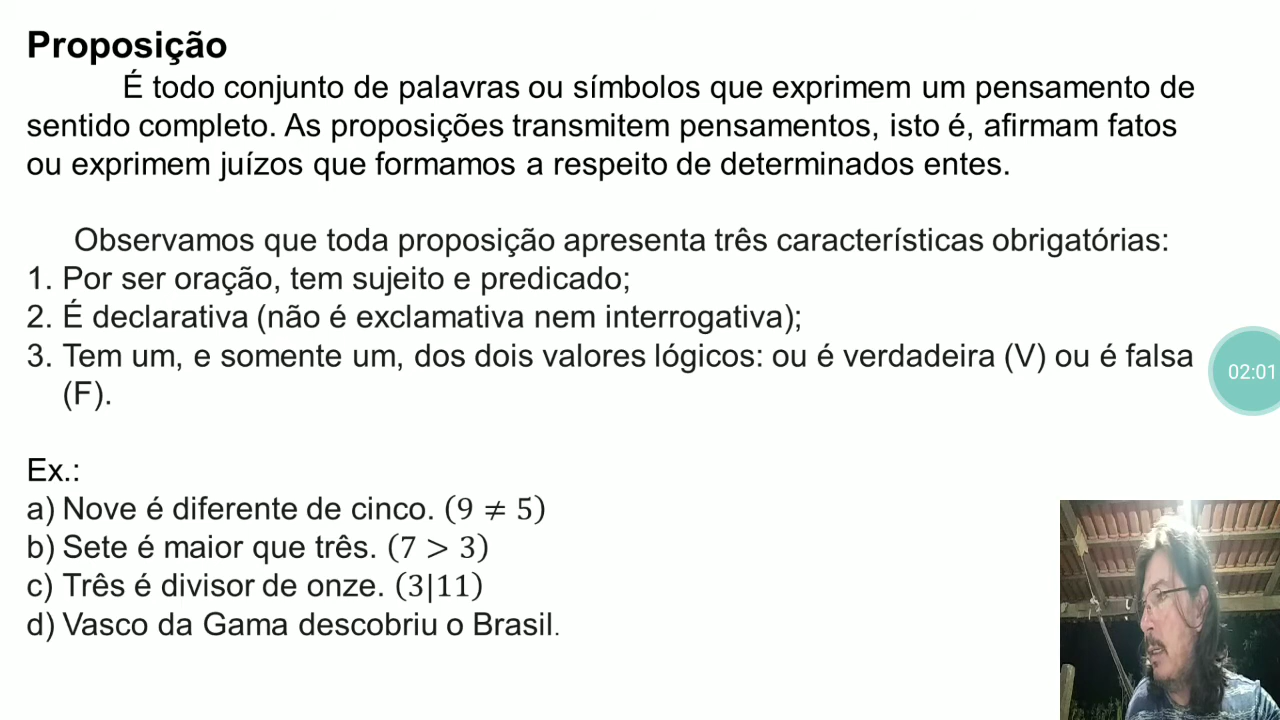 Proposição
É todo conjunto de palavras ou símbolos que exprimem um pensamento de
sentido completo. As proposições transmitem pensamentos, isto é, afirmam fatos
ou exprimem juízos que formamos a respeito de determinados entes.
Observamos que toda proposição apresenta três características obrigatórias:
1. Por ser oração, tem sujeito e predicado;
2. É declarativa (não é exclamativa nem interrogativa);
3. Tem um, e somente um, dos dois valores lógicos: ou é verdadeira (V) ou é falsa
(F).
02:01
Ex.:
a) Nove é diferente de cinco. (9 ≠ 5)
b) Sete é maior que três. (7 > 3)
c) Três é divisor de onze. (3|11)
d) Vasco da Gama descobriu o Brasil.